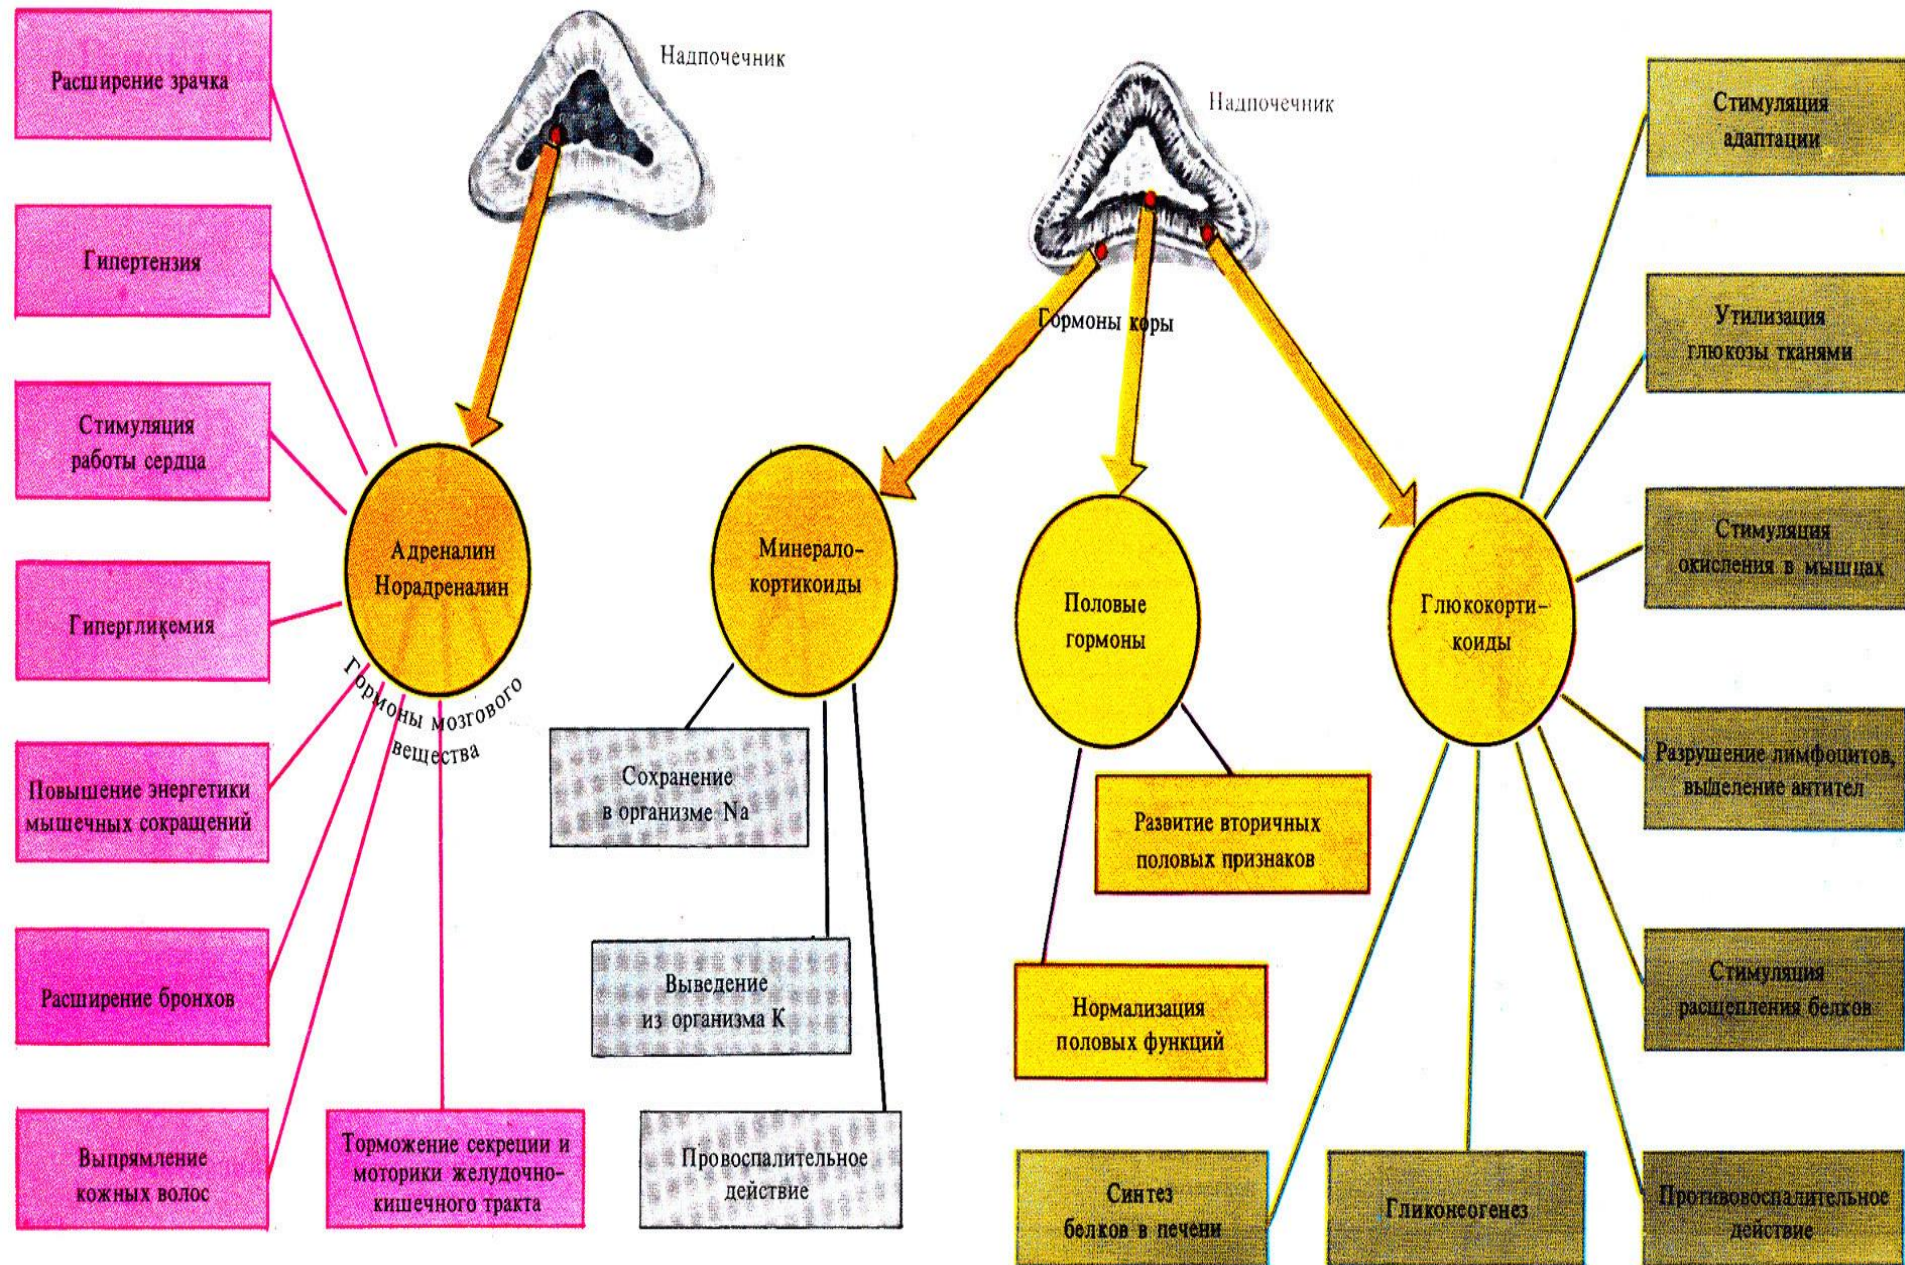 Надпочечник
Надпочечник
Гормоны коры
Расширение зрачка
Гипертензия
Стимуляция
работы сердца
Гипергликемия
Повышение энергетики
мышечных сокращений
Расширение бронхов
Выпрямление
кожных волос
Торможение секреции и
моторики желудочно-
кишечного тракта
Адреналин
Норадреналин
Гормоны мозгового
вещества
Минерало-
кортикоиды
Сохранение
в организме Na
Выведение
из организма К
Провоспалительное
действие
Половые
гормоны
Развитие вторичных
половых признаков
Нормализация
половых функций
Глюкокорти-
коиды
Стимуляция
адаптации
Утилизация
глюкозы тканями
Стимуляция
окисления в мышцах
Разрушение лимфоцитов,
выделение антител
Стимуляция
расщепления белков
Противовоспалительное
действие
Гликонеогенез
Синтез
белков в печени